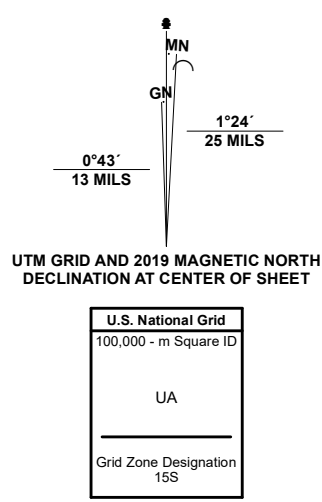 MN
GN
1°24´
25 MILS
0°43´
13 MILS
UTM GRID AND 2019 MAGNETIC NORTH
DECLINATION AT CENTER OF SHEET
U.S. National Grid
100,000 - m Square ID
UA
Grid Zone Designation
15S